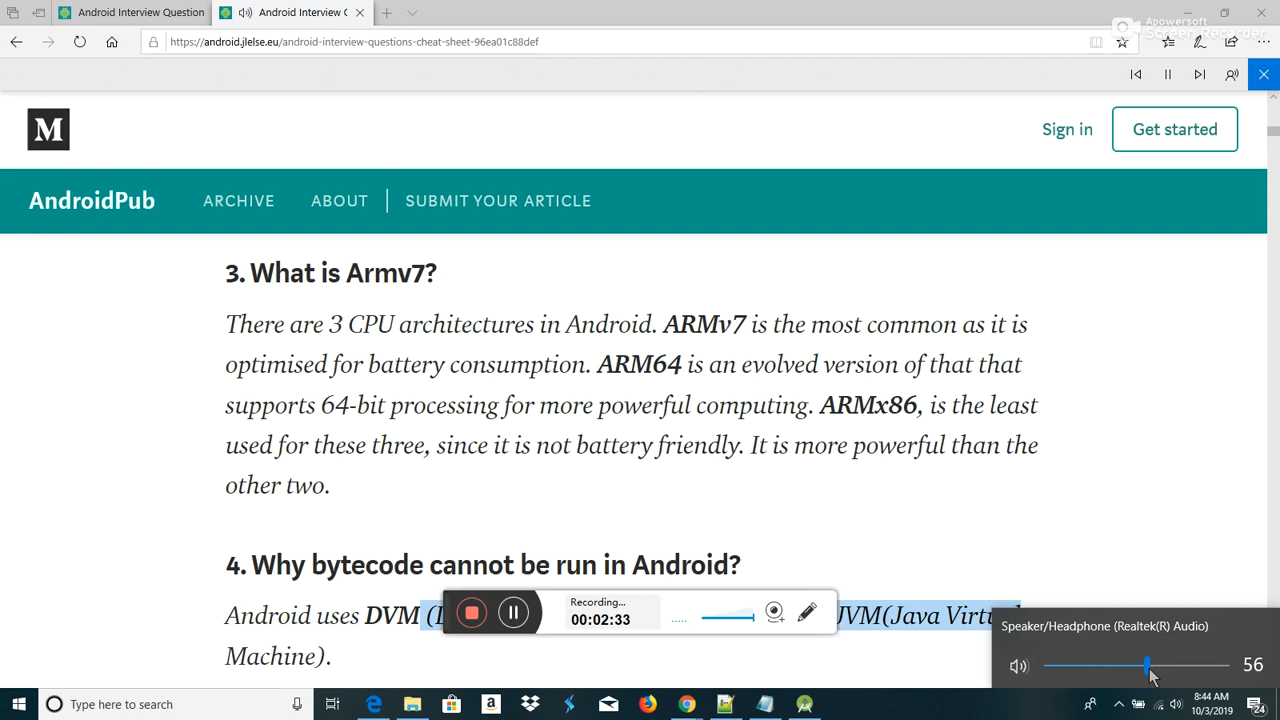 Android Interview Question
Android Interview C
Apowersoft
Screen Recorder
https://android.jlelse.eu/android-interview-questions-cheat-sheet-96ea01c88def
M
Sign in
Get started
AndroidPub
ARCHIVE
ABOUT
SUBMIT YOUR ARTICLE
3. What is Armv7?
There are 3 CPU architectures in Android. ARMv7 is the most common as it is
optimised for battery consumption. ARM64 is an evolved version of that that
supports 64-bit processing for more powerful computing. ARMx86, is the least
used for these three, since it is not battery friendly. It is more powerful than the
other two.
4. Why bytecode cannot be run in Android?
Android uses DVM (
JVM(Java Virtu
Machine).
Recording...
00:02:33
Speaker/Headphone (Realtek(R) Audio)
56
Type here to search
a
8:44 AM
10/3/2019
24